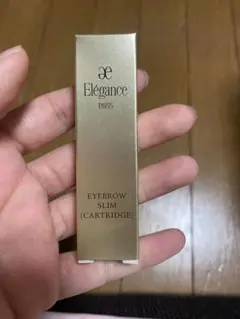 æ
Elégance
PARIS
EYEBROW
SLIM
[CARTRIDGE]